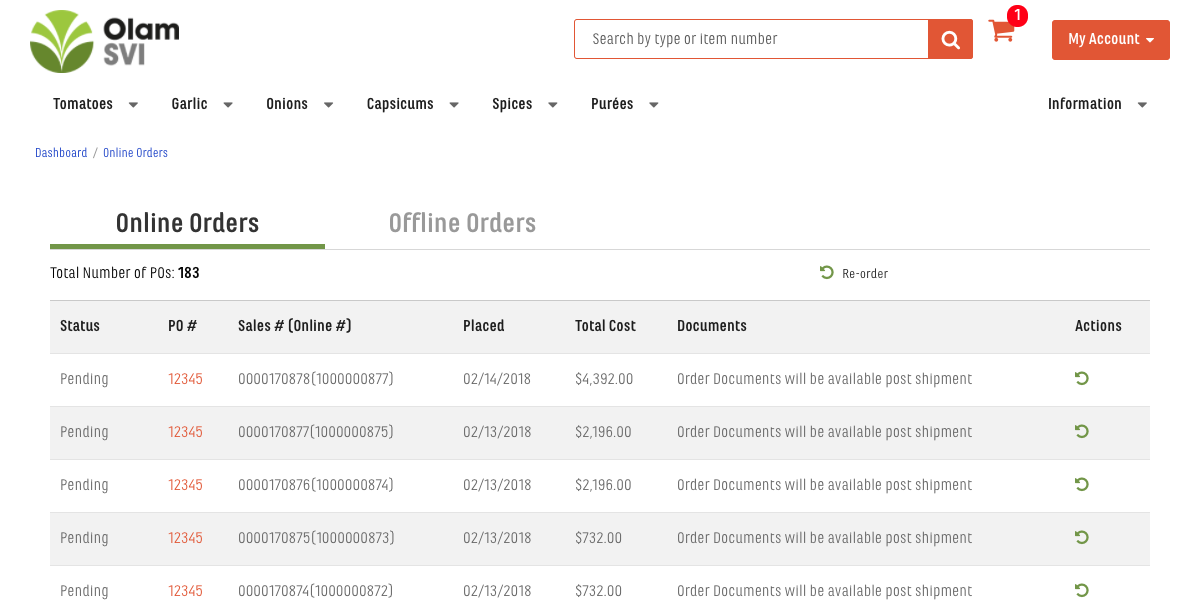 Olam
SVI
Search by type or item number
1
My Account
Tomatoes Garlic Onions Capsicums Spices Purées Information
Dashboard / Online Orders
Online Orders Offline Orders
Total Number of POs: 183 Re-order
Status PO # Sales # (Online #) Placed Total Cost Documents Actions
Pending 12345 0000170878(1000000877) 02/14/2018 $4,392.00 Order Documents will be available post shipment
Pending 12345 0000170877(1000000875) 02/13/2018 $2,196.00 Order Documents will be available post shipment
Pending 12345 0000170876(1000000874) 02/13/2018 $2,196.00 Order Documents will be available post shipment
Pending 12345 0000170875(1000000873) 02/13/2018 $732.00 Order Documents will be available post shipment
Pending 12345 0000170874(1000000872) 02/13/2018 $732.00 Order Documents will be available post shipment